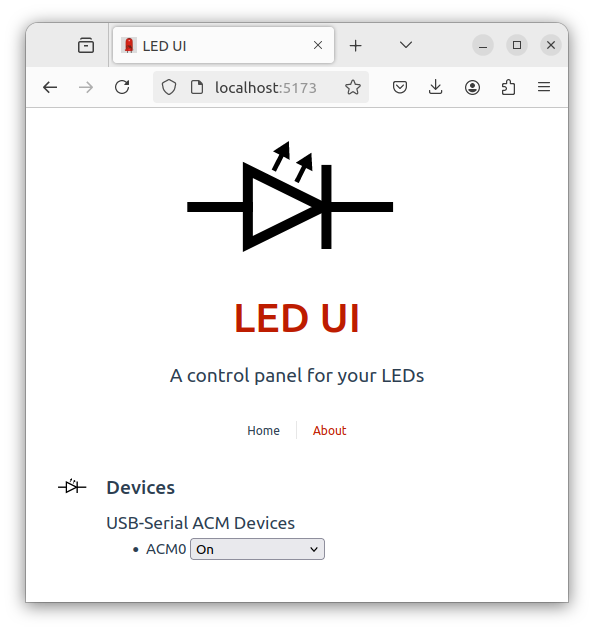 LED UI
localhost:5173
LED UI
A control panel for your LEDs
Home About
Devices
USB-Serial ACM Devices
• ACM0 On